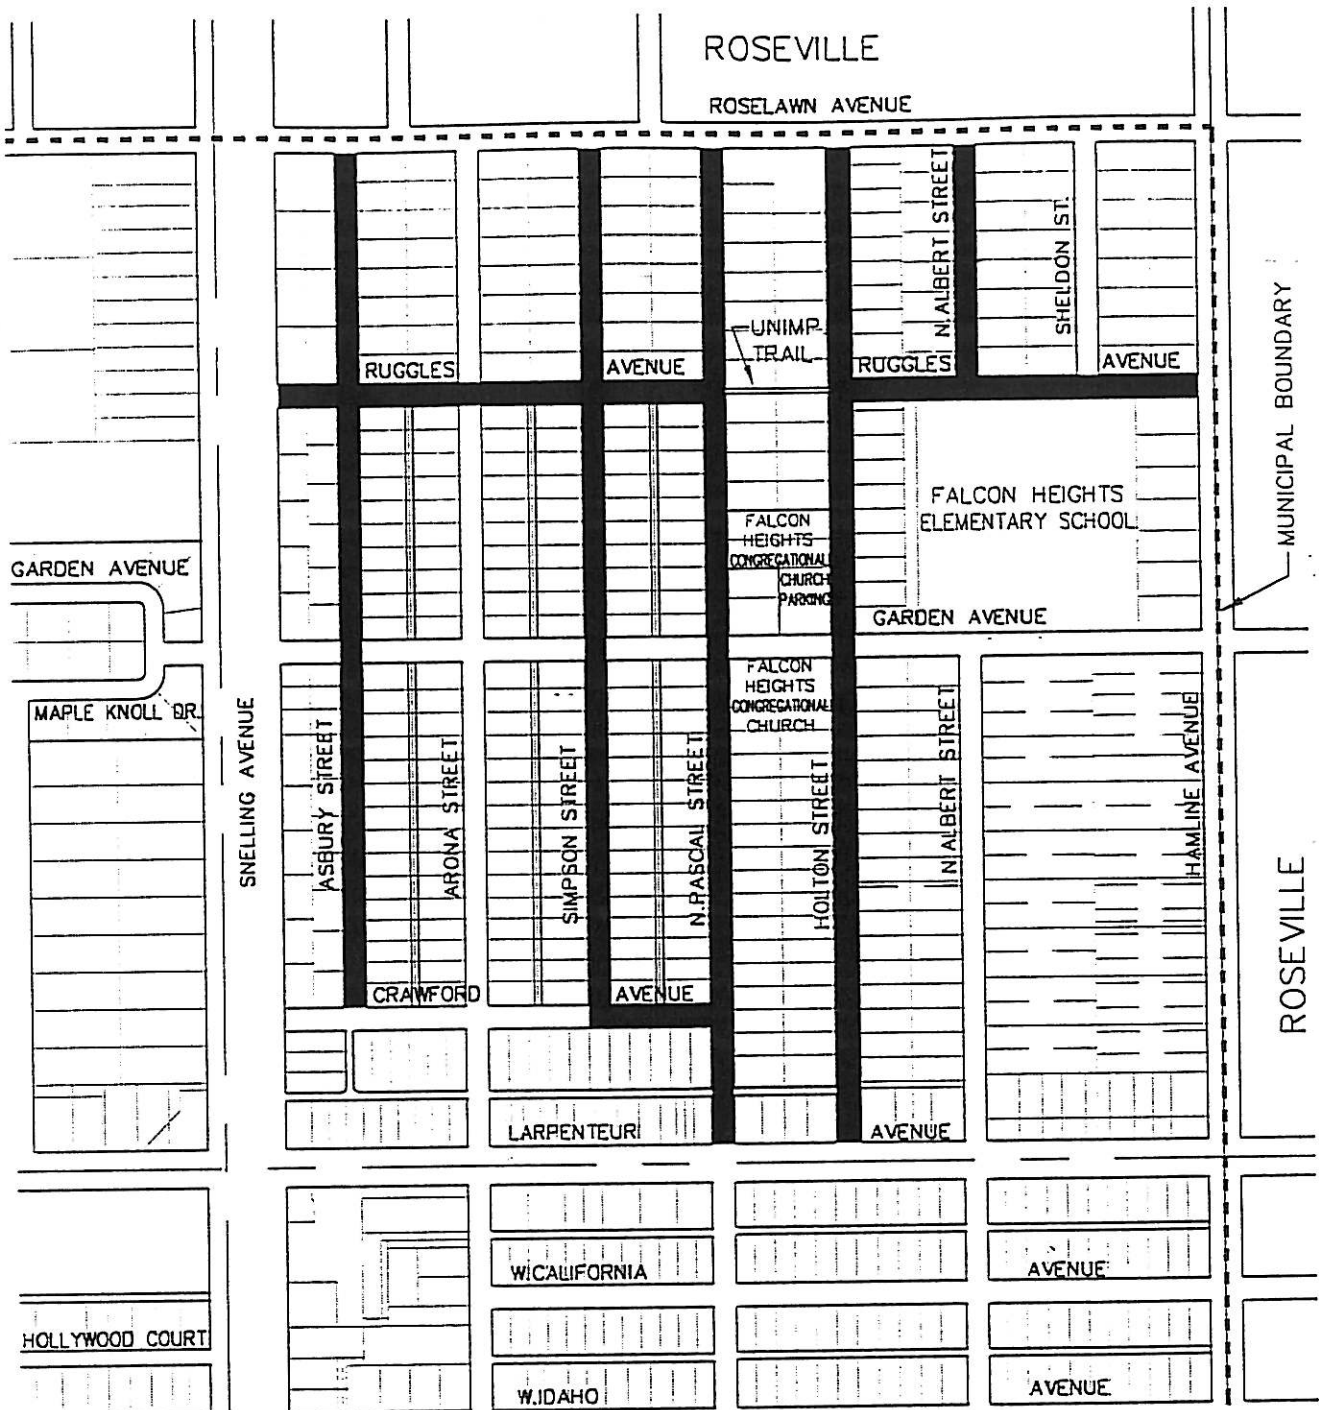 ROSEVILLE
ROSELAWN AVENUE
N.ALBERT STREET
SHELDON ST.
UNIMP.
TRAIL
RUGGLES
AVENUE
RUGGLES
AVENUE
MUNICIPAL BOUNDARY
FALCON HEIGHTS
ELEMENTARY SCHOOL
FALCON
HEIGHTS
CONGREGATIONAL
CHURCH
PARKING
GARDEN AVENUE
GARDEN AVENUE
FALCON
HEIGHTS
CONGREGATIONAL
CHURCH
MAPLE KNOLL DR.
SNELLING AVENUE
ASBURY STREET
ARONA STREET
SIMPSON STREET
N.PASCAL STREET
HOLTON STREET
N.ALBERT STREET
HAMLINE AVENUE
ROSEVILLE
CRAWFORD
AVENUE
LARPENTEUR
AVENUE
W.CALIFORNIA
AVENUE
HOLLYWOOD COURT
W.IDAHO
AVENUE